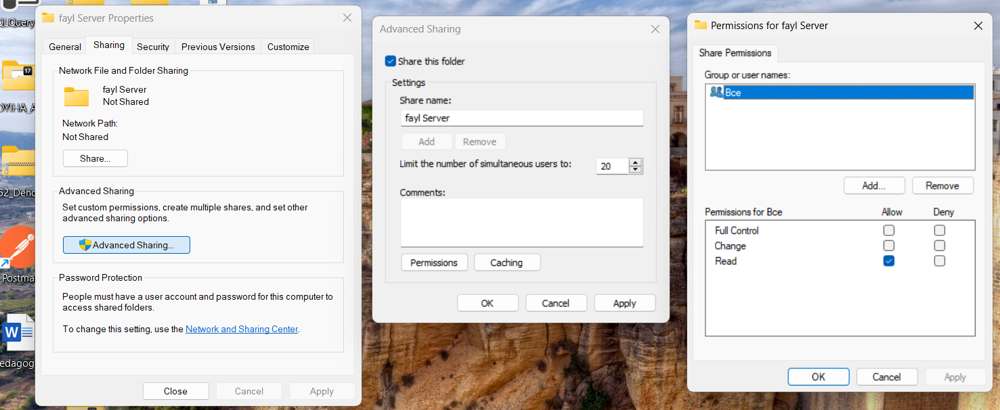 QLQuery
17
OYIHA_A
52_Deho
Postma
W
edagog
fayl Server Properties
General
Sharing
Security
Previous Versions
Customize
Network File and Folder Sharing
fayl Server
Not Shared
Network Path:
Not Shared
Share...
Advanced Sharing
Set custom permissions, create multiple shares, and set other
advanced sharing options.
Advanced Sharing...
Password Protection
People must have a user account and password for this computer to
access shared folders.
To change this setting, use the Network and Sharing Center.
Close
Cancel
Apply
Advanced Sharing
Share this folder
Settings
Share name:
fayl Server
Add
Remove
Limit the number of simultaneous users to:
20
Comments:
Permissions
Caching
OK
Cancel
Apply
Permissions for fayl Server
Share Permissions
Group or user names:
Все
Add...
Remove
Permissions for Все
Allow
Deny
Full Control
Change
Read
OK
Cancel
Apply